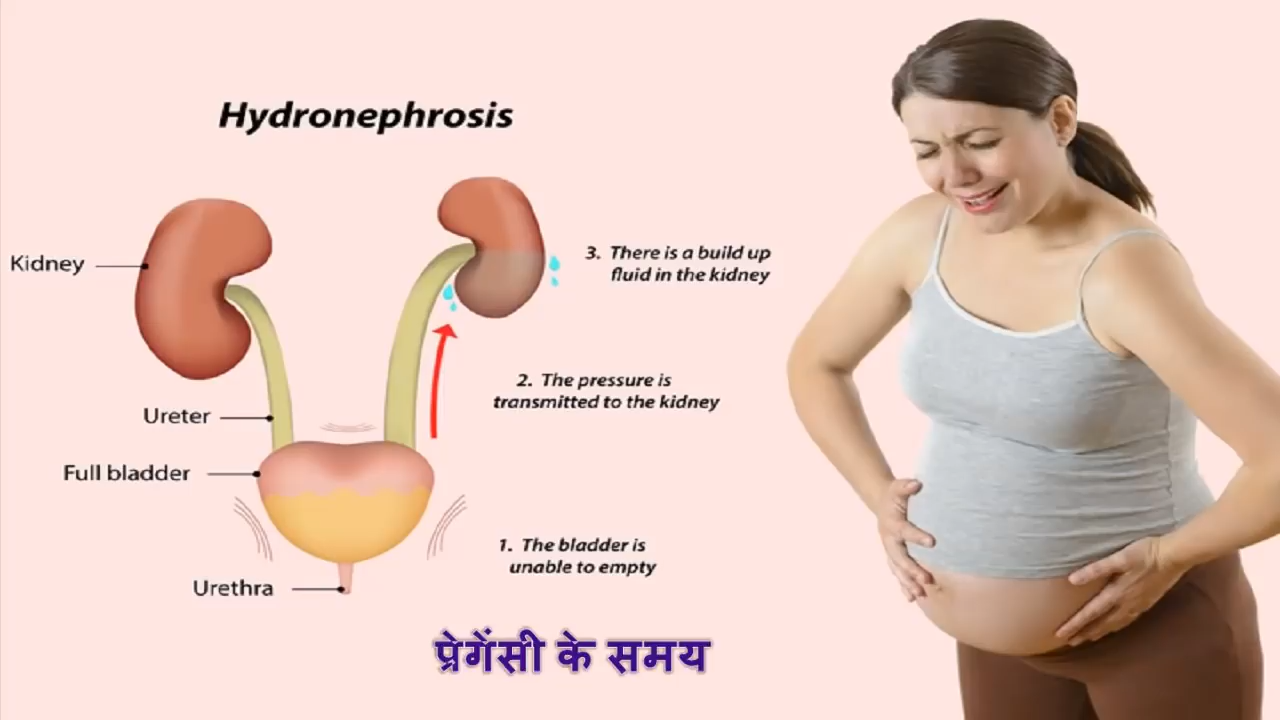 Hydronephrosis
Kidney
3. There is a build up
fluid in the kidney
2. The pressure is
transmitted to the kidney
Ureter
Full bladder
1. The bladder is
unable to empty
Urethra
प्रेगेंसी के समय